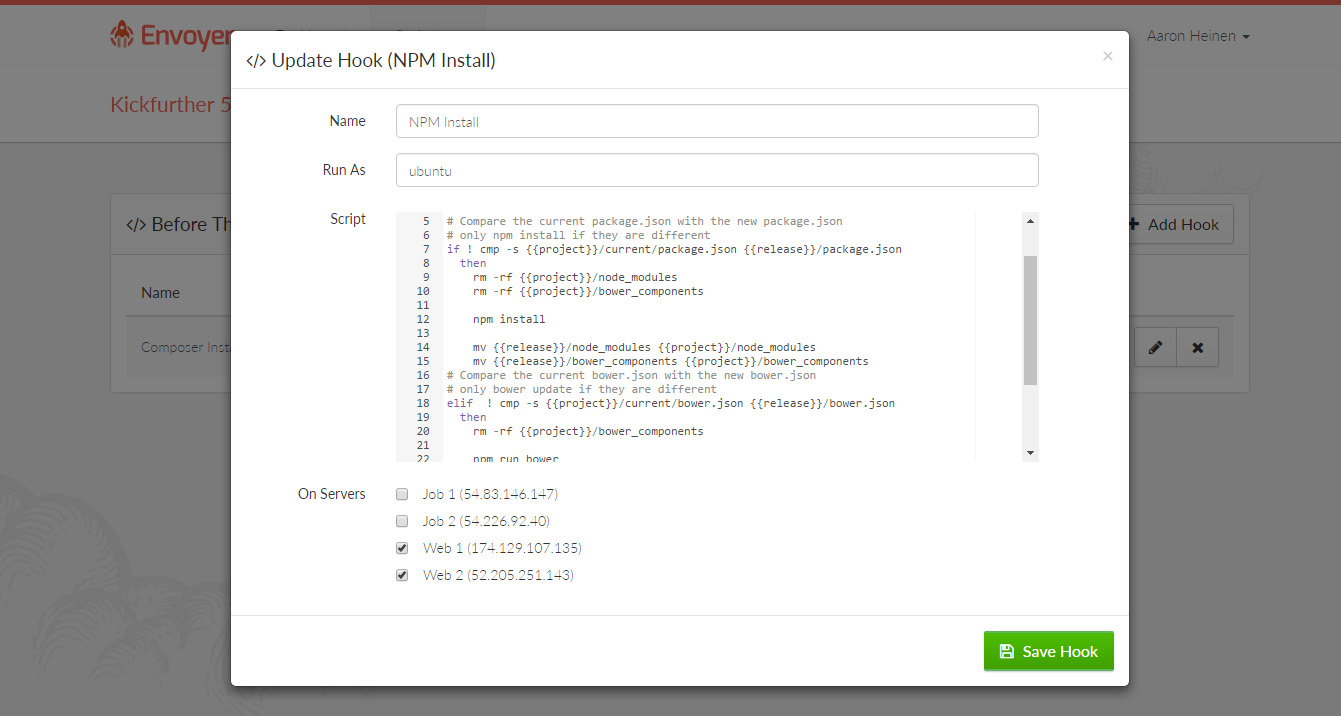 Envoyer
Aaron Heinen
</> Update Hook (NPM Install)
×
Kickfurther 5
Name
NPM Install
Run As
ubuntu
Script
5 # Compare the current package.json with the new package.json
6 # only npm install if they are different
7 if ! cmp -s {{project}}/current/package.json {{release}}/package.json
8 then
9 rm -rf {{project}}/node_modules
10 rm -rf {{project}}/bower_components
11
12 npm install
13
14 mv {{release}}/node_modules {{project}}/node_modules
15 mv {{release}}/bower_components {{project}}/bower_components
16 # Compare the current bower.json with the new bower.json
17 # only bower update if they are different
18 elif ! cmp -s {{project}}/current/bower.json {{release}}/bower.json
19 then
20 rm -rf {{project}}/bower_components
21
22 npm run bower
</> Before Th
Add Hook
Name
Composer Insta
On Servers
Job 1 (54.83.146.147)
Job 2 (54.226.92.40)
Web 1 (174.129.107.135)
Web 2 (52.205.251.143)
Save Hook